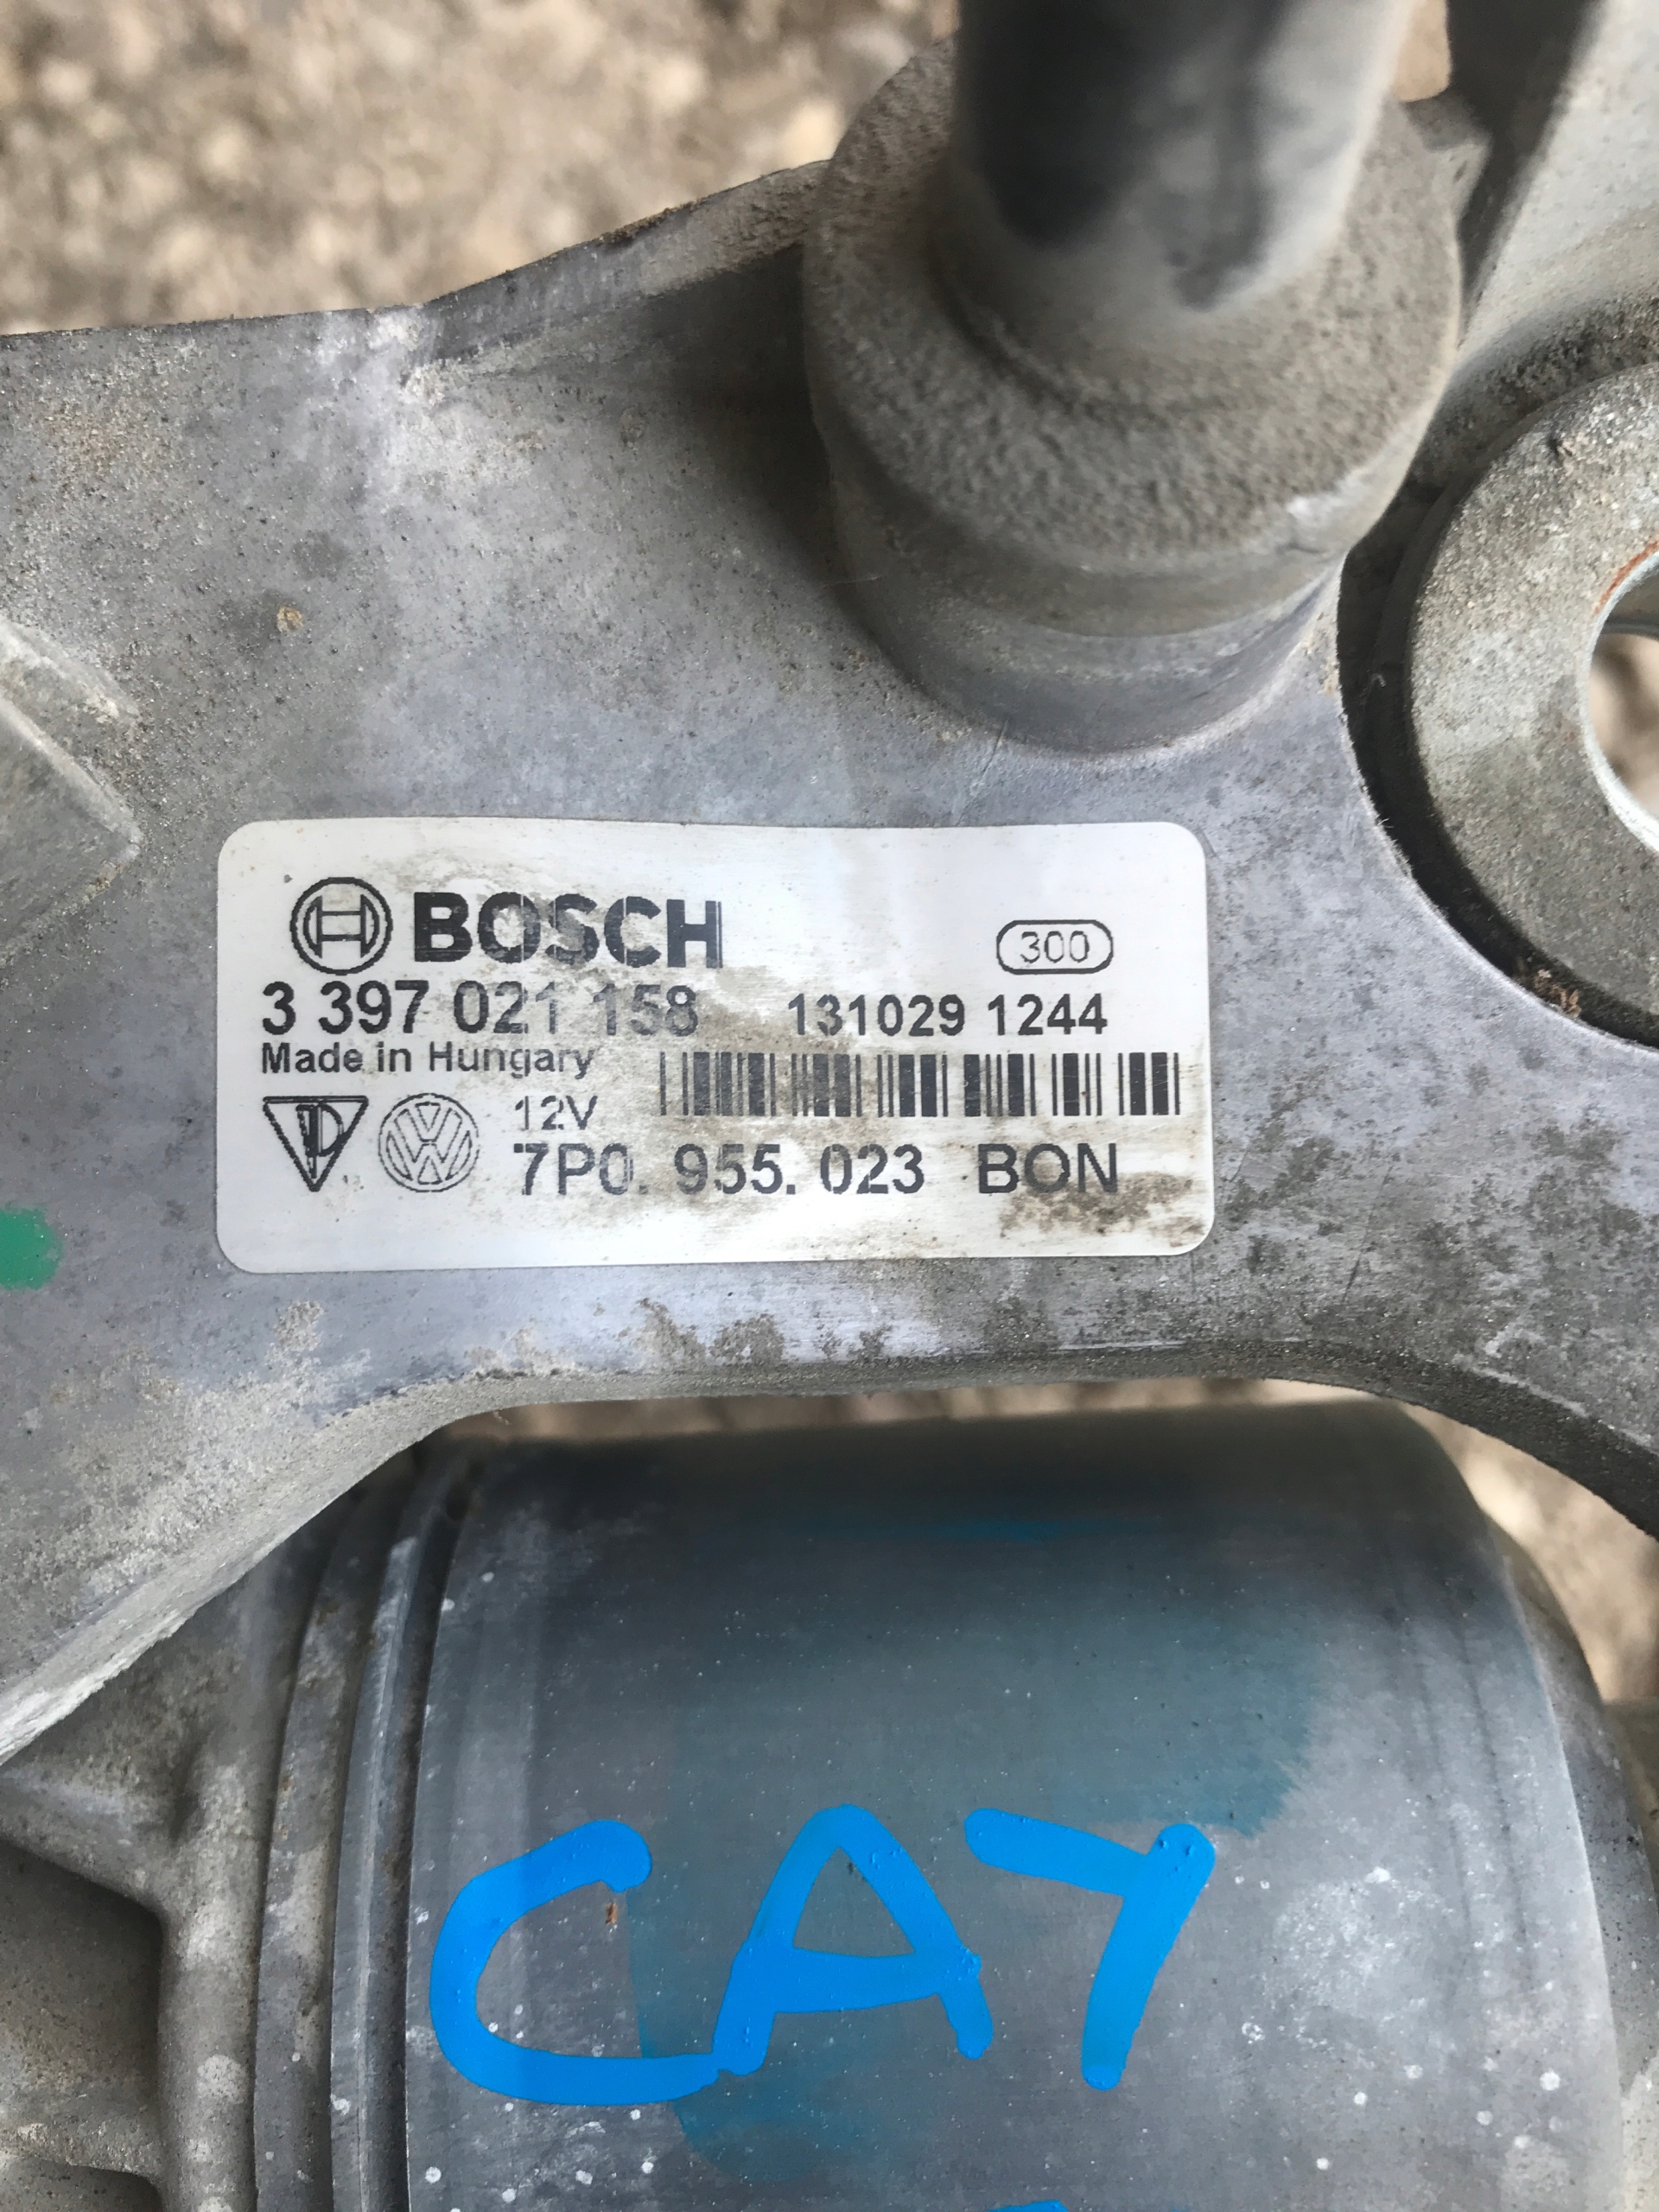 BOSCH
300
3 397 021 158 131029 1244
Made in Hungary
12V
7P0. 955. 023 BON
CA7